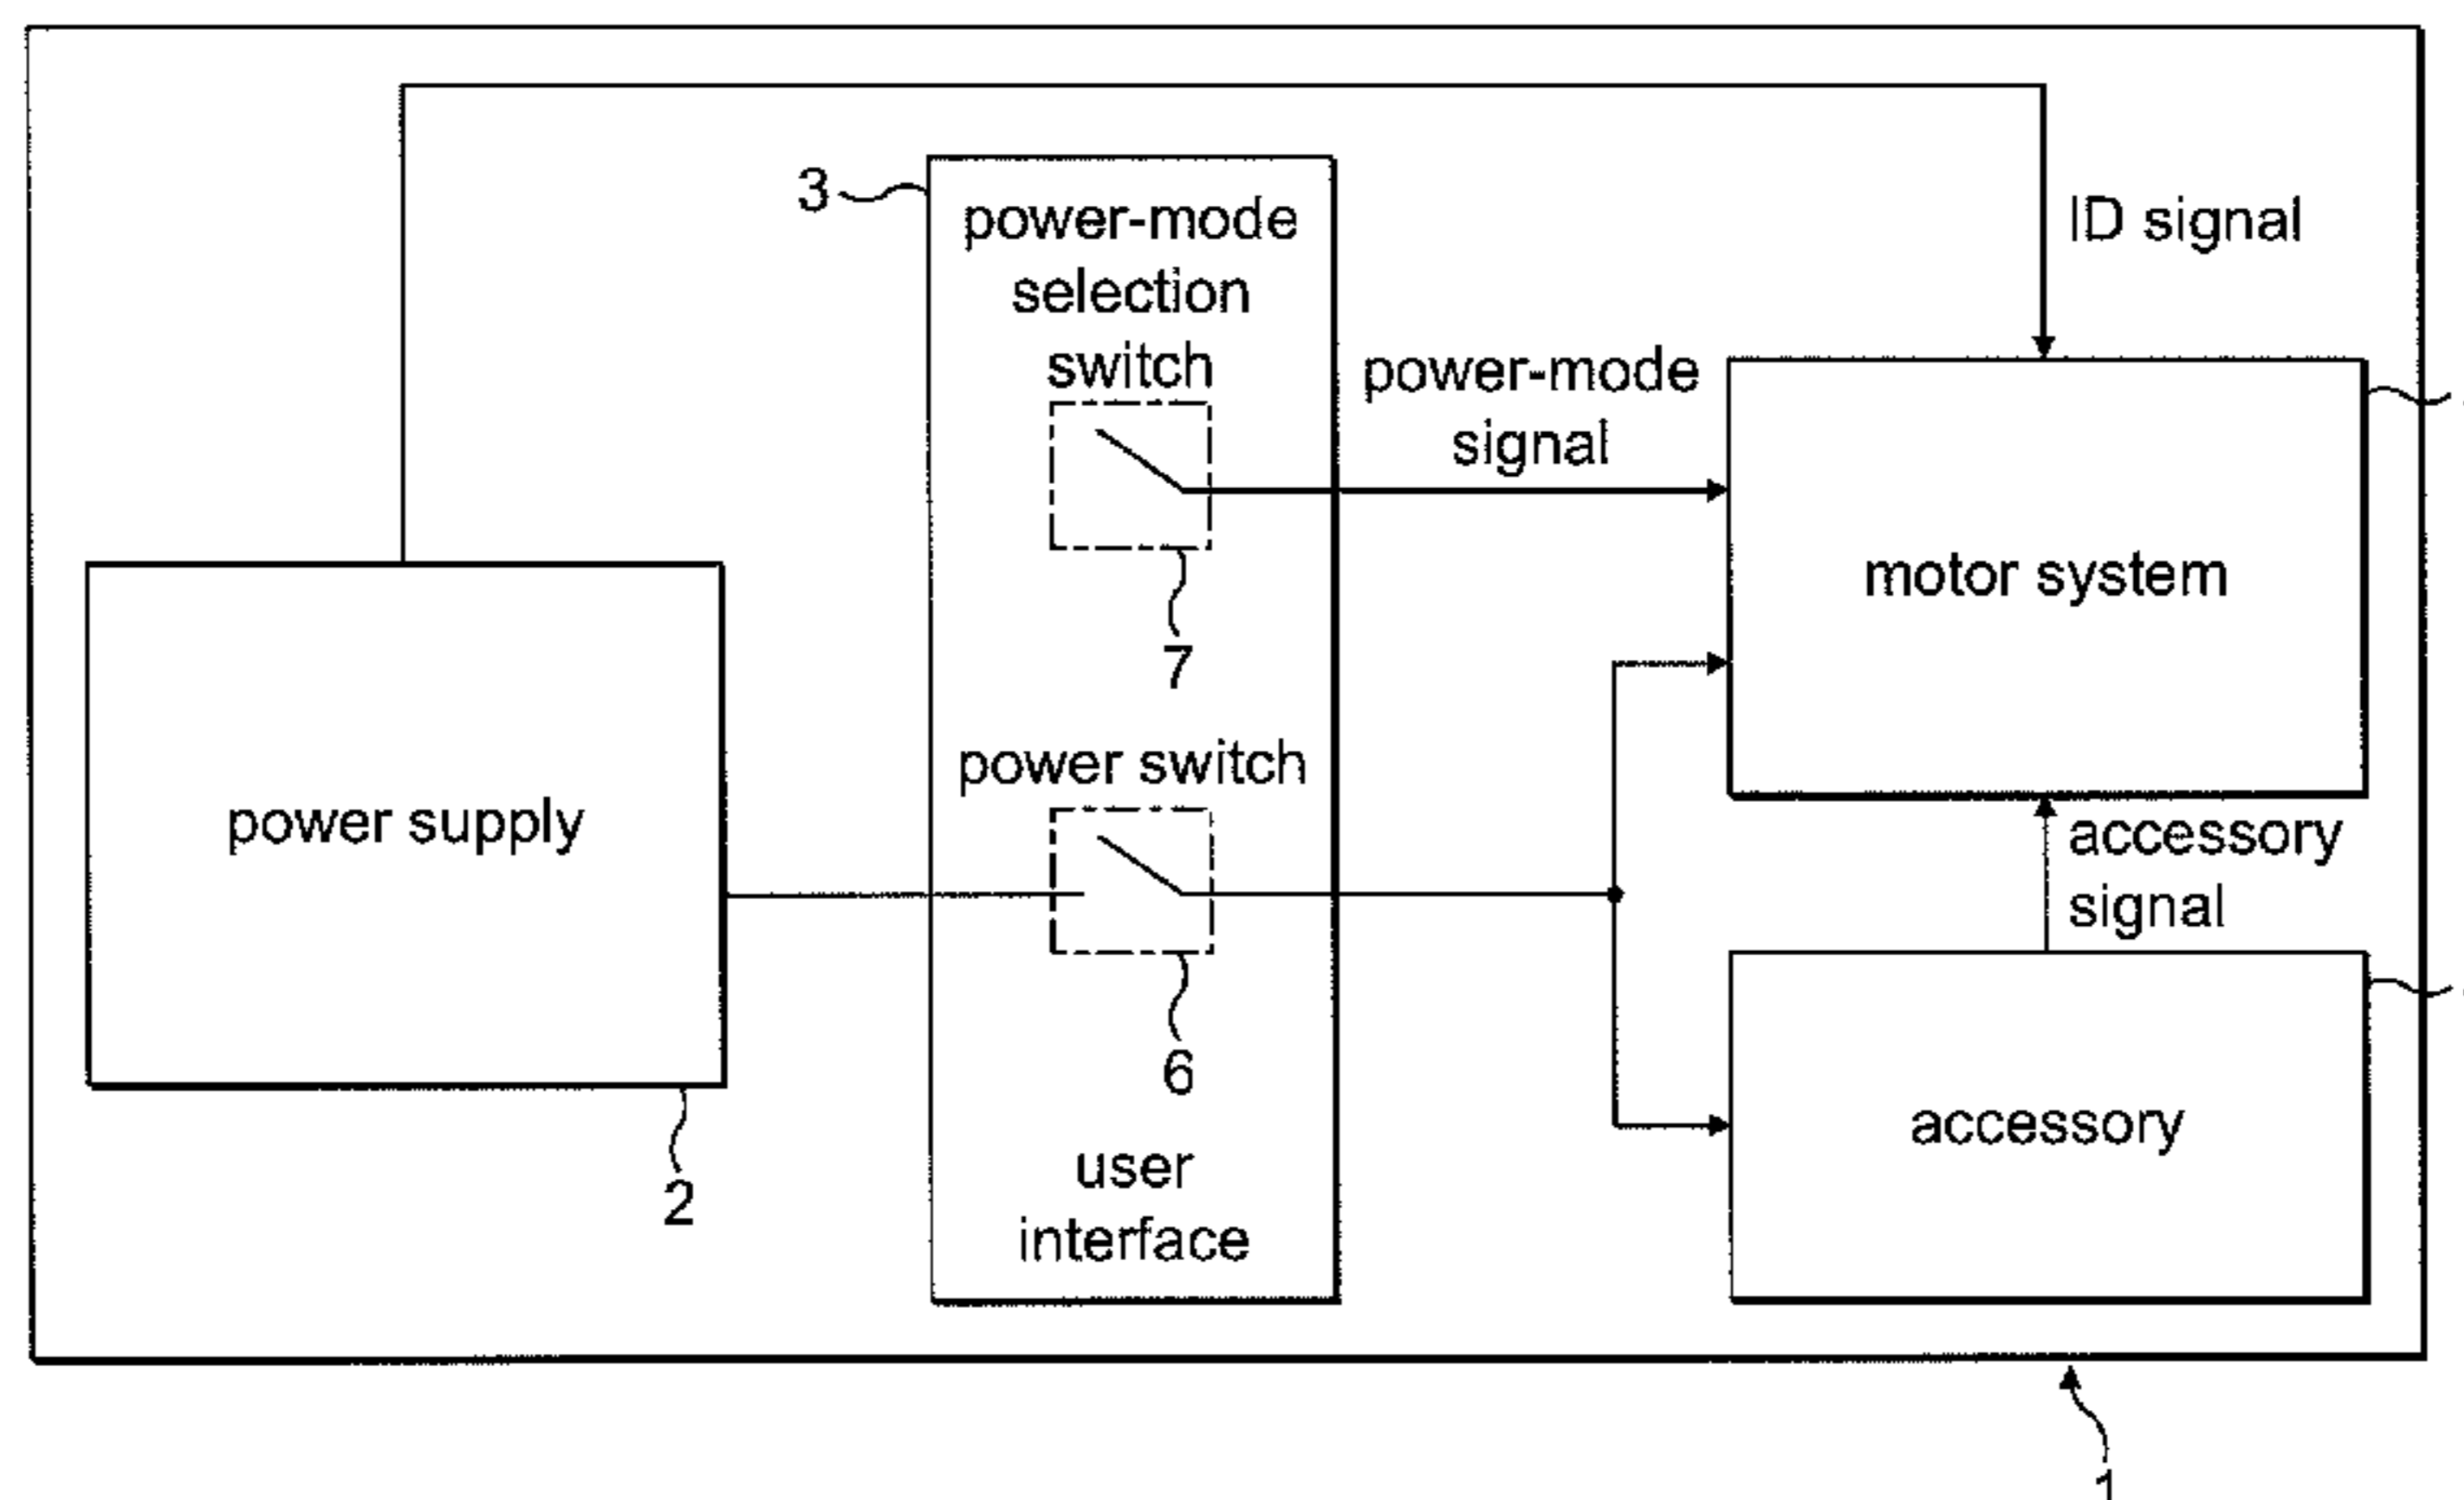 3
power-mode
selection
switch
7
power switch
6
user
interface
power supply
2
ID signal
power-mode
signal
motor system
accessory
signal
accessory
1